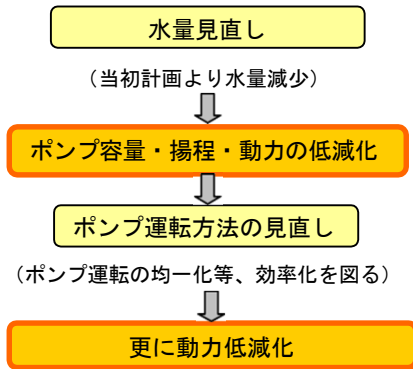 水量見直し
（当初計画より水量減少）
ポンプ容量・揚程・動力の低減化
ポンプ運転方法の見直し
（ポンプ運転の均一化等、効率化を図る）
更に動力低減化